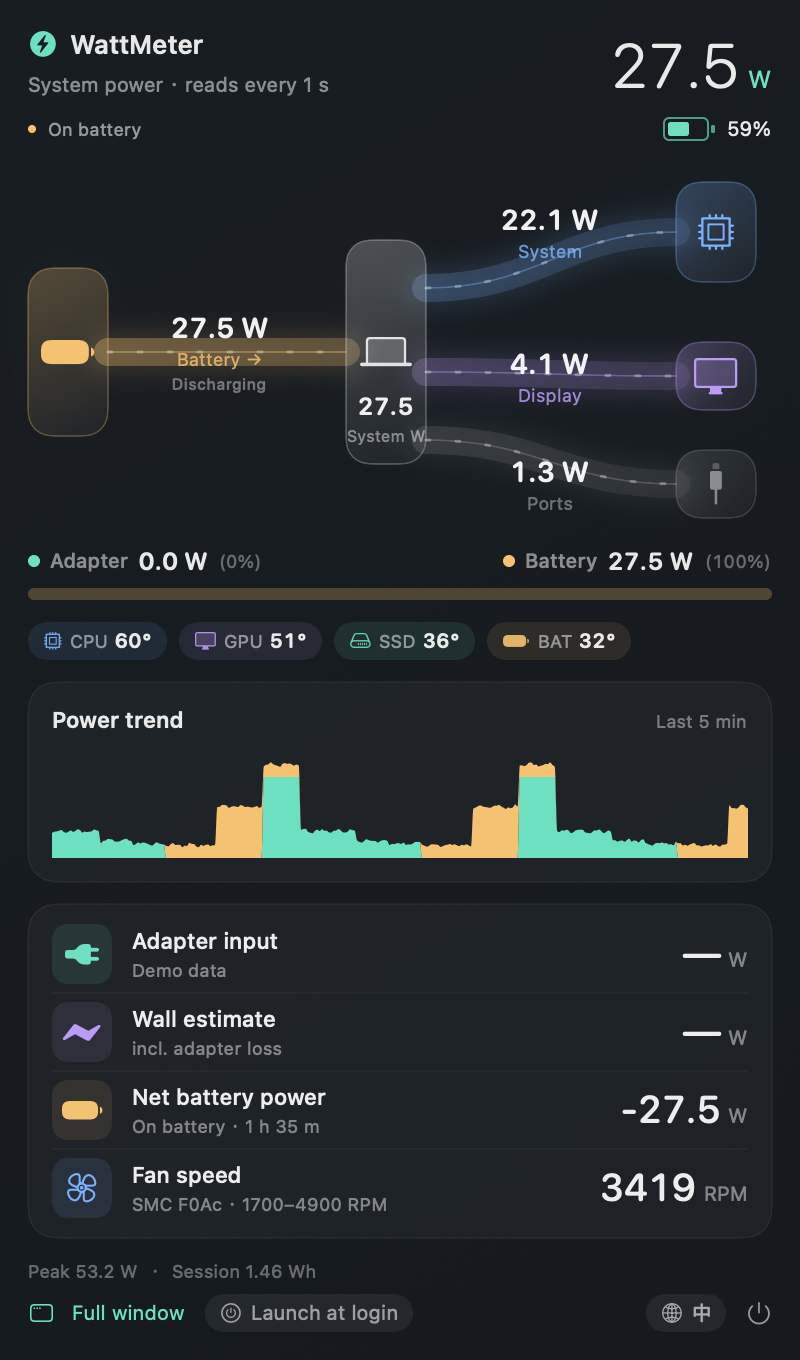 WattMeter
27.5 W
System power · reads every 1 s
On battery
59%
22.1 W
System
27.5 W
Battery →
Discharging
4.1 W
Display
27.5
System W
1.3 W
Ports
Adapter 0.0 W (0%)
Battery 27.5 W (100%)
CPU 60° GPU 51° SSD 36° BAT 32°
Power trend
Last 5 min
Adapter input
Demo data
— W
Wall estimate
incl. adapter loss
— W
Net battery power
On battery · 1 h 35 m
-27.5 W
Fan speed
SMC F0Ac · 1700–4900 RPM
3419 RPM
Peak 53.2 W · Session 1.46 Wh
Full window
Launch at login
中